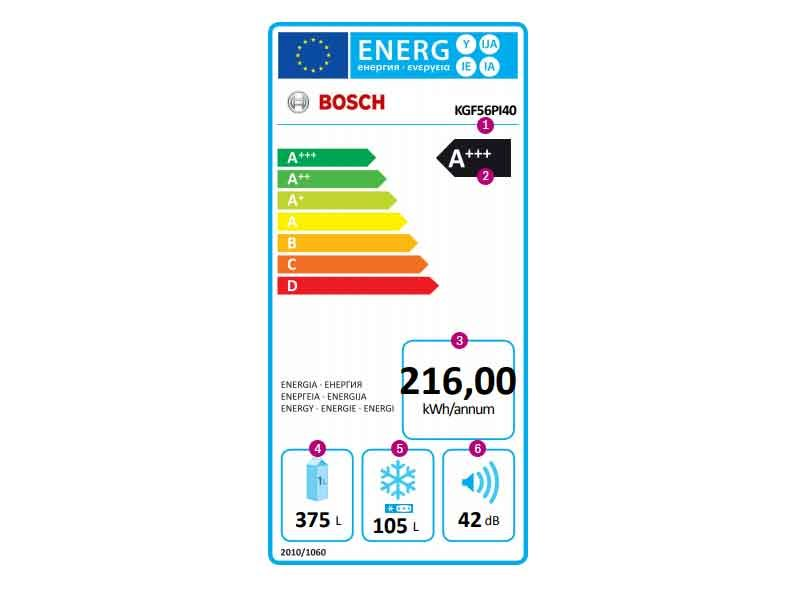 ENERG Y IJA
енергия · ενεργεια IE IA
BOSCH
KGF56PI40
1
A+++
A+++
2
A++
A+
A
B
C
D
3
216,00
kWh/annum
ENERGIA · ЕНЕРГИЯ
ΕΝΕΡΓΕΙΑ · ENERGIJA
ENERGY · ENERGIE · ENERGI
4 5 6
1L
375 L
105 L
42 dB
2010/1060